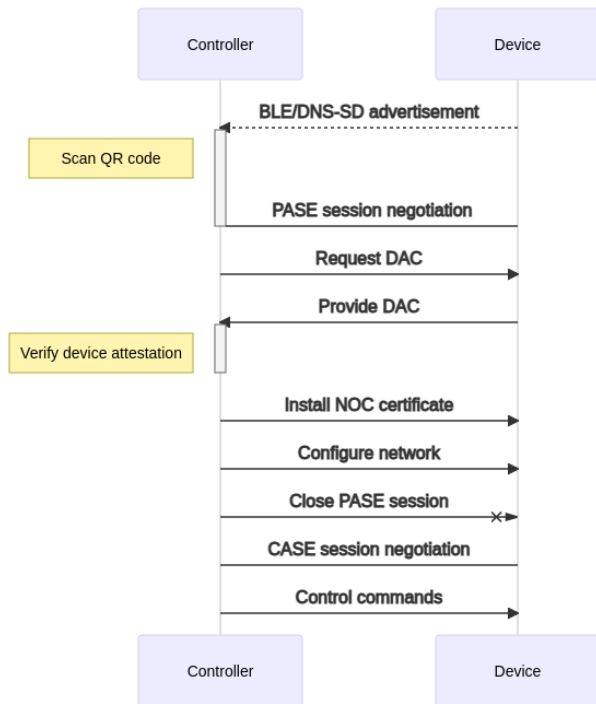 Controller
Device
BLE/DNS-SD advertisement
Scan QR code
PASE session negotiation
Request DAC
Provide DAC
Verify device attestation
Install NOC certificate
Configure network
Close PASE session
CASE session negotiation
Control commands
Controller
Device